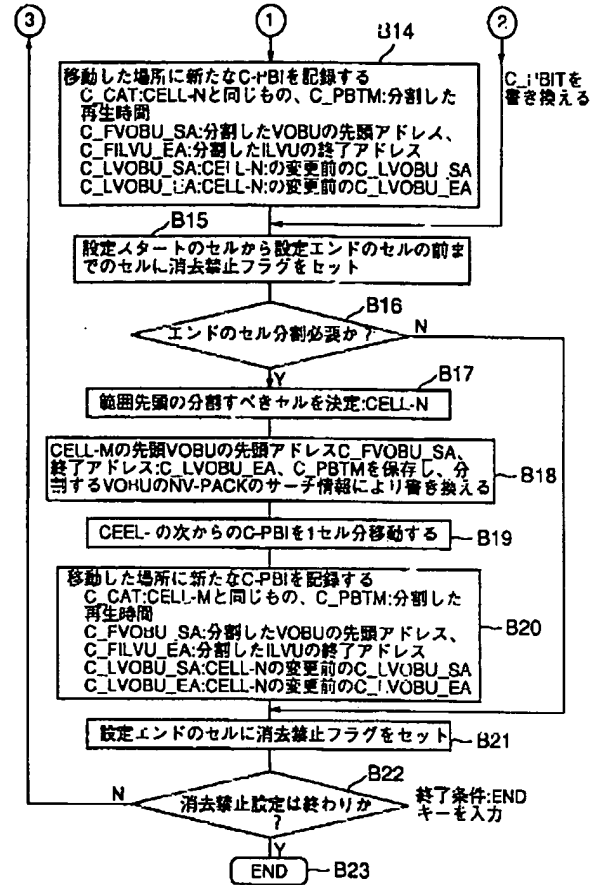 3
1
2
B14
移動した場所に新たなC-PBIを記録する
C_CAT:CELL-Nと同じもの、C_PBTM:分割した
再生時間
C_FVOBU_SA:分割したVOBUの先頭アドレス、
C_FILVU_EA:分割したILVUの終了アドレス
C_LVOBU_SA:CELL-N:の変更前のC_LVOBU_SA
C_LVOBU_EA:CELL-N:の変更前のC_LVOBU_EA
を
書き換える
B15
設定スタートのセルから設定エンドのセルの前ま
でのセルに消去禁止フラグをセット
B16
エンドのセル分割必要か?
N
Y
B17
範囲先頭の分割すべきセルを決定:CELL-N
CELL-Mの先頭VOBUの先頭アドレスC_FVOBU_SA、
終了アドレス:C_LVOBU_EA、C_PBTMを保存し、分
割するVOBUのNV-PACKのサーチ情報により書き換える
B18
CEEL-の次からのC-PBIを1セル分移動する
B19
移動した場所に新たなC-PBIを記録する
C_CAT:CELL-Mと同じもの、C_PBTM:分割した
再生時間
C_FVOBU_SA:分割したVOBUの先頭アドレス、
C_FILVU_EA:分割したILVUの終了アドレス
C_LVOBU_SA:CELL-Nの変更前のC_LVOBU_SA
C_LVOBU_EA:CELL-Nの変更前のC_LVOBU_EA
B20
設定エンドのセルに消去禁止フラグをセット
B21
B22
N
消去禁止設定は終わりか
?
終了条件:END
キーを入力
Y
END
B23